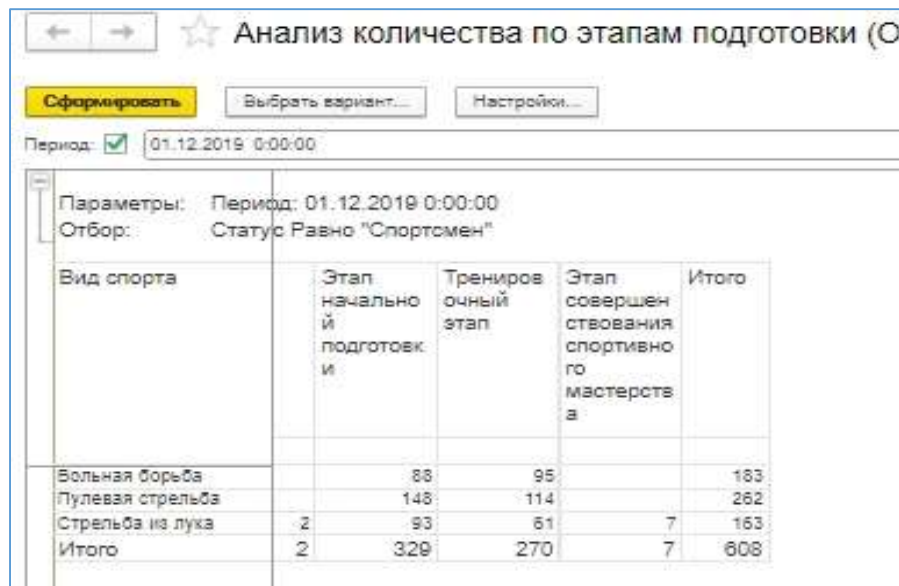 Анализ количества по этапам подготовки (О
Сформировать Выбрать вариант... Настройки...
Период: 01.12.2019 0:00:00
Параметры: Период: 01.12.2019 0:00:00
Отбор: Статус Равно "Спортсмен"
Вид спорта Этап начально й подготовк и Трениров очный этап Этап совершен ствования спортивно го мастерств а Итого
Вольная борьба 88 95 183
Пулевая стрельба 148 114 262
Стрельба из лука 2 93 61 7 163
Итого 2 329 270 7 608